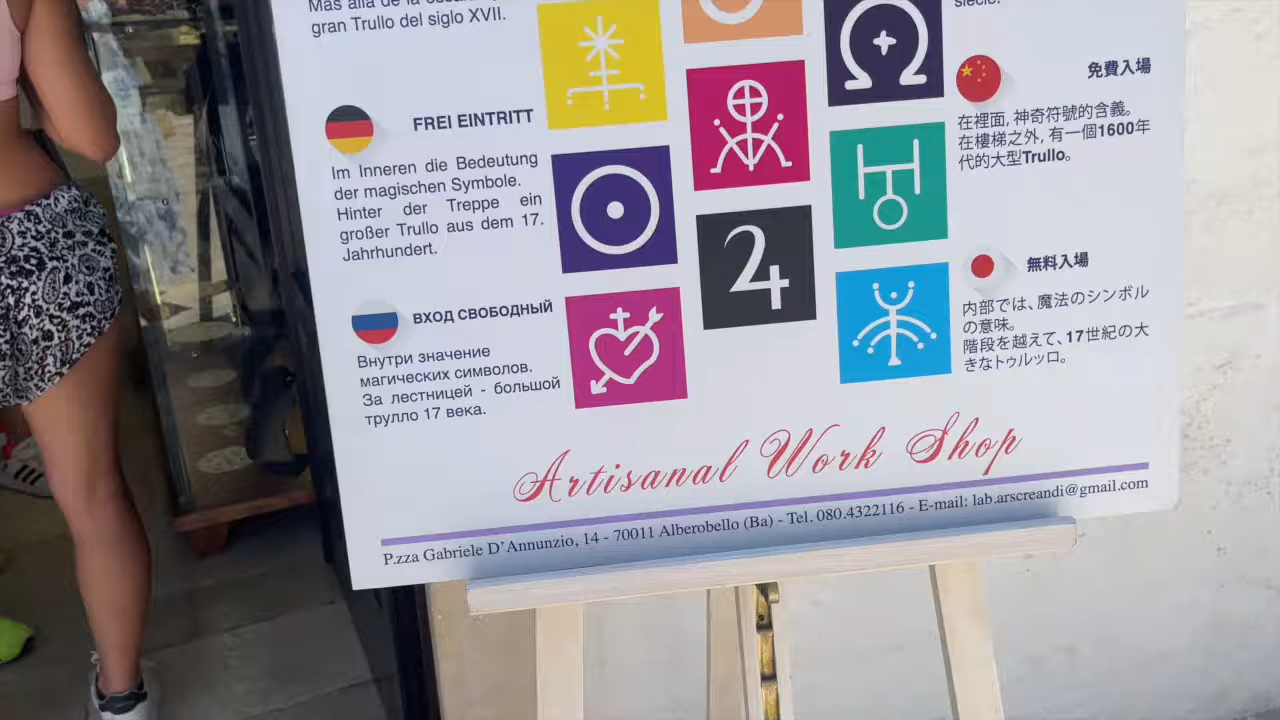 gran Trullo del siglo XVII.
FREI EINTRITT
Im Inneren die Bedeutung
der magischen Symbole.
Hinter der Treppe ein
großer Trullo aus dem 17.
Jahrhundert.
ВХОД СВОБОДНЫЙ
Внутри значение
магических символов.
За лестницей - большой
трулло 17 века.
免費入場
在裡面, 神奇符號的含義。
在樓梯之外, 有一個1600年
代的大型Trullo。
無料入場
内部では、魔法のシンボル
の意味。
階段を越えて、17世紀の大
きなトゥルッロ。
Artisanal Work Shop
P.zza Gabriele D'Annunzio, 14 - 70011 Alberobello (Ba) - Tel. 080.4322116 - E-mail: lab.arscreandi@gmail.com